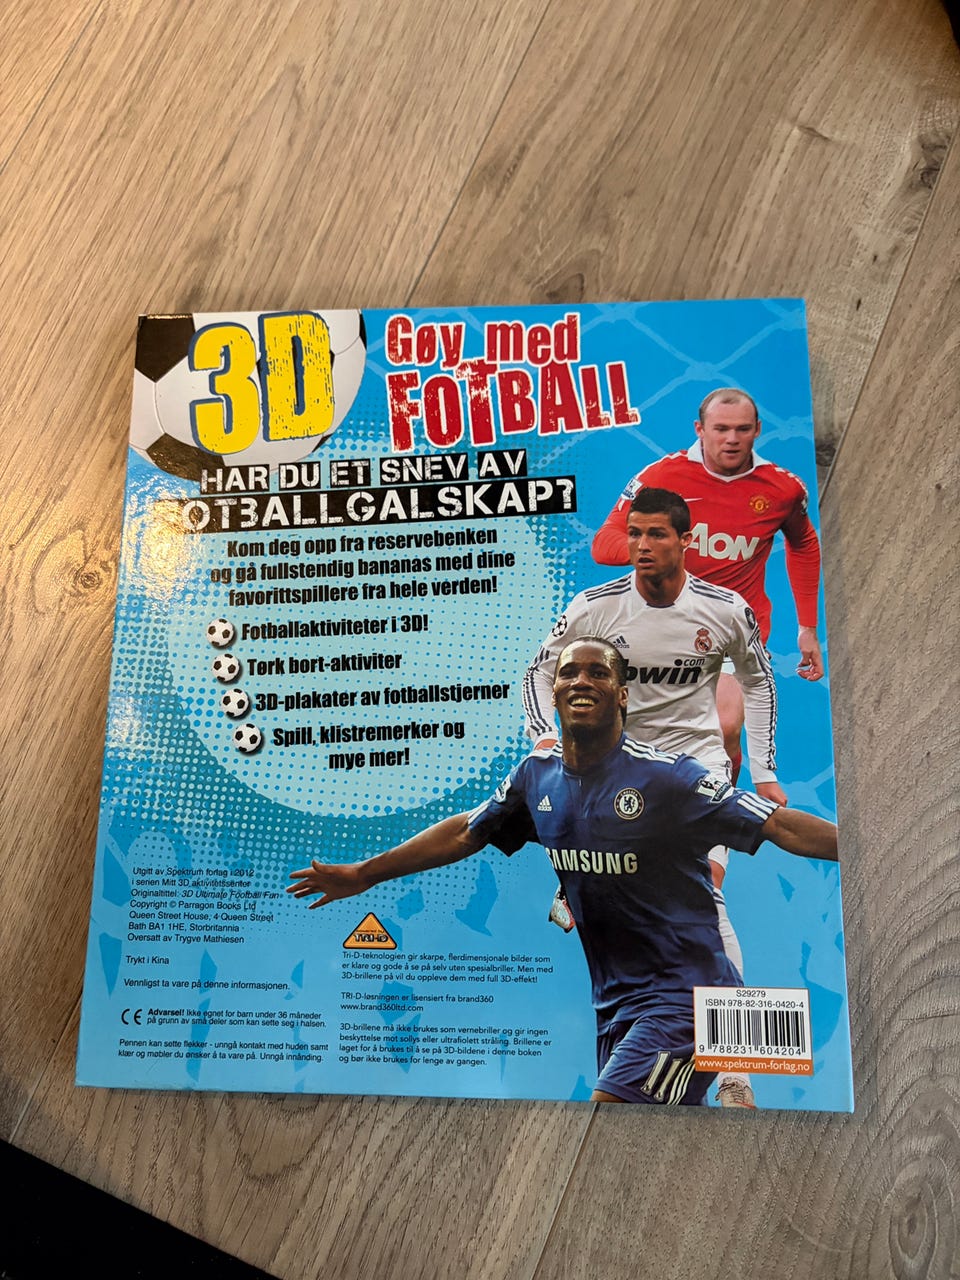 3D
Gøy med
FOTBALL
HAR DU ET SNEV AV
FOTBALLGALSKAP?
Kom deg opp fra reservebenken
og gå fullstendig bananas med dine
favorittspillere fra hele verden!
Fotballaktiviteter i 3D!
Tørk bort-aktiviter
3D-plakater av fotballstjerner
Spill, klistremerker og
mye mer!
AON
bwin.com
adidas
adidas
SAMSUNG
11
Utgitt av Spektrum forlag i 2012
i serien Mitt 3D aktivitetssenter
Originaltittel: 3D Ultimate Football Fun
Copyright © Parragon Books Ltd
Queen Street House, 4 Queen Street
Bath BA1 1HE, Storbritannia
Oversatt av Trygve Mathiesen
Trykt i Kina
Vennligst ta vare på denne informasjonen.
CE Advarsel! Ikke egnet for barn under 36 måneder
på grunn av små deler som kan sette seg i halsen.
Pennen kan sette flekker - unngå kontakt med huden samt
klær og møbler du ønsker å ta vare på. Unngå innånding.
TRI-D
Tri-D-teknologien gir skarpe, flerdimensjonale bilder som
er klare og gode å se på selv uten spesialbriller. Men med
3D-brillene på vil du oppleve dem med full 3D-effekt!
TRI-D-løsningen er lisensiert fra brand360
www.brand360ltd.com
3D-brillene må ikke brukes som vernebriller og gir ingen
beskyttelse mot sollys eller ultrafiolett stråling. Brillene er
laget for å brukes til å se på 3D-bildene i denne boken
og bør ikke brukes for lenge av gangen.
S29279
ISBN 978-82-316-0420-4
9 788231 604204
www.spektrum-forlag.no